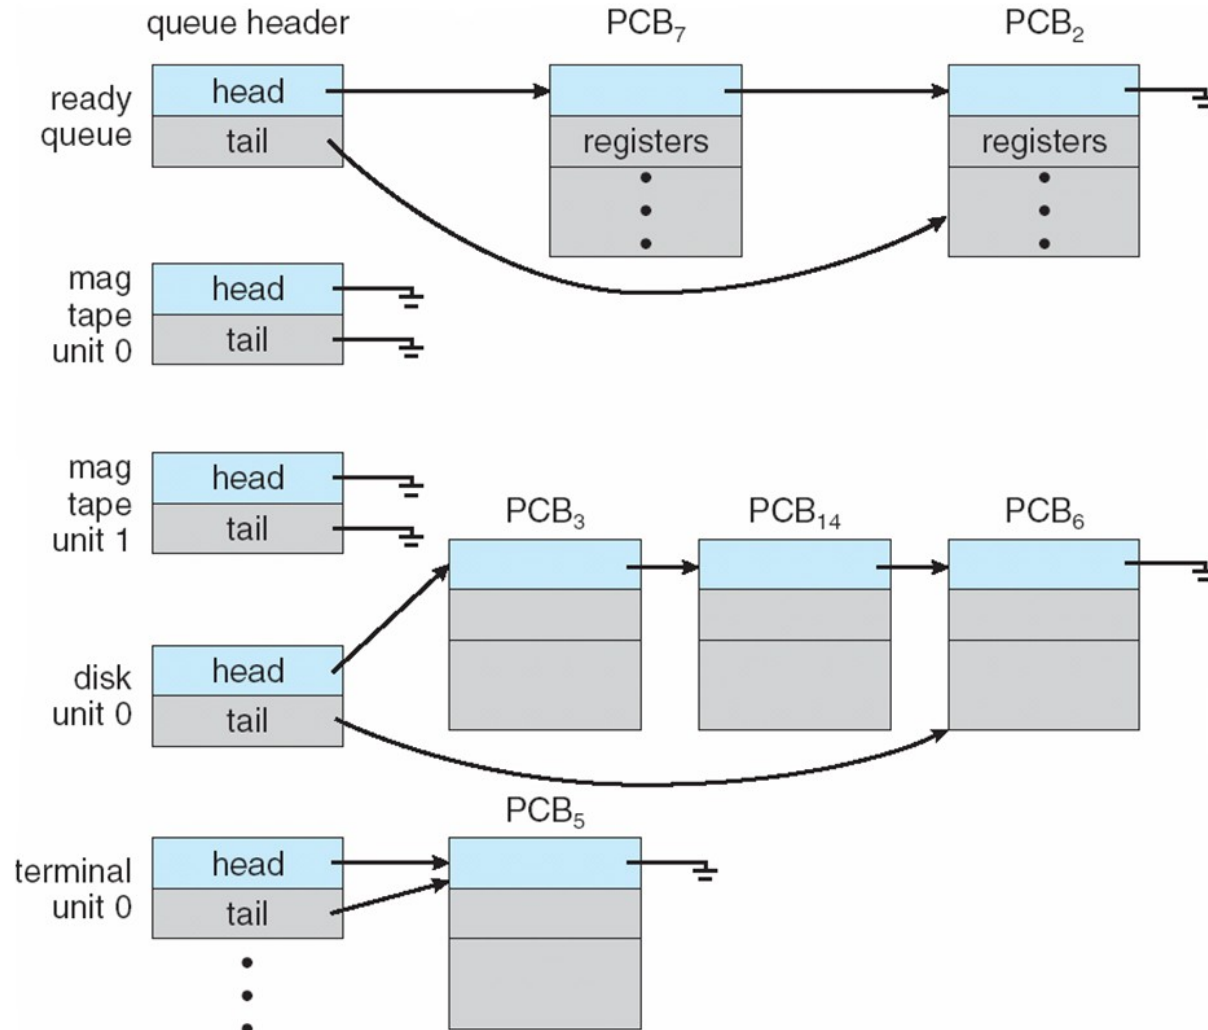 queue header
PCB₇
PCB₂
ready
queue
head
tail
registers
registers
mag
tape
unit 0
head
tail
mag
tape
unit 1
head
tail
PCB₃
PCB₁₄
PCB₆
disk
unit 0
head
tail
PCB₅
terminal
unit 0
head
tail